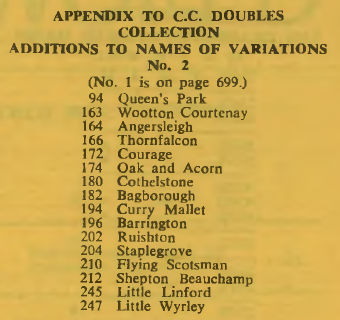 APPENDIX TO C.C. DOUBLES
COLLECTION
ADDITIONS TO NAMES OF VARIATIONS
No. 2
(No. 1 is on page 699.)
94 Queen's Park
163 Wootton Courtenay
164 Angersleigh
166 Thornfalcon
172 Courage
174 Oak and Acorn
180 Cothelstone
182 Bagborough
194 Curry Mallet
196 Barrington
202 Ruishton
204 Staplegrove
210 Flying Scotsman
212 Shepton Beauchamp
245 Little Linford
247 Little Wyrley